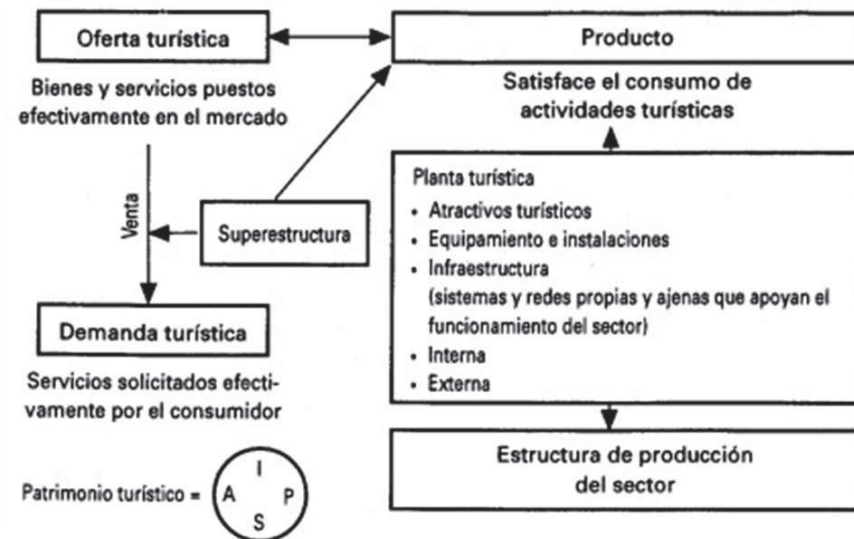 Oferta turística
Bienes y servicios puestos
efectivamente en el mercado
Venta
Superestructura
Demanda turística
Servicios solicitados efecti-
vamente por el consumidor
Patrimonio turístico =
I
A P
S
Producto
Satisface el consumo de
actividades turísticas
Planta turística
• Atractivos turísticos
• Equipamiento e instalaciones
• Infraestructura
(sistemas y redes propias y ajenas que apoyan el
funcionamiento del sector)
• Interna
• Externa
Estructura de producción
del sector